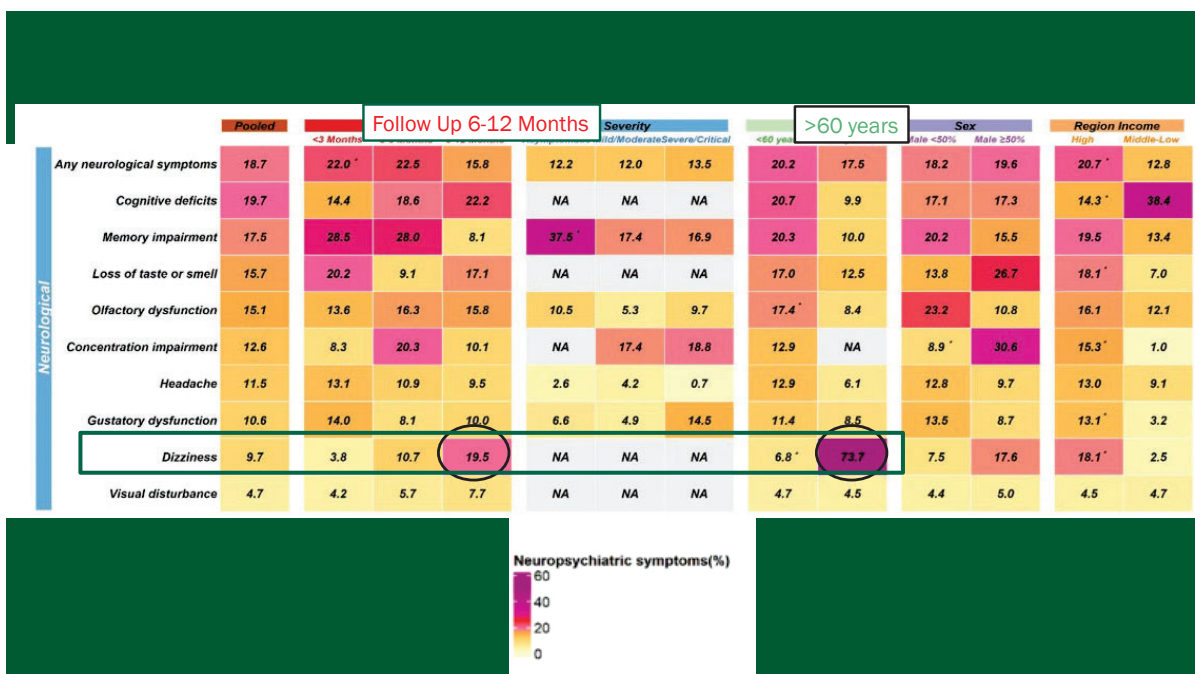 Follow Up 6-12 Months
>60 years
Pooled Severity Sex Region Income
<3 Months Severe/Critical <60 Male ≥50% High Middle-Low
Any neurological symptoms 18.7 22.0 * 22.5 15.8 12.2 12.0 13.5 20.2 17.5 18.2 19.6 20.7 * 12.8
Cognitive deficits 19.7 14.4 18.6 22.2 NA NA NA 20.7 9.9 17.1 17.3 14.3 * 38.4
Memory impairment 17.5 28.5 28.0 8.1 37.5 * 17.4 16.9 20.3 10.0 20.2 15.5 19.5 13.4
Loss of taste or smell 15.7 20.2 9.1 17.1 NA NA NA 17.0 12.5 13.8 26.7 18.1 * 7.0
Olfactory dysfunction 15.1 13.6 16.3 15.8 10.5 5.3 9.7 17.4 * 8.4 23.2 10.8 16.1 12.1
Concentration impairment 12.6 8.3 20.3 10.1 NA 17.4 18.8 12.9 NA 8.9 * 30.6 15.3 * 1.0
Headache 11.5 13.1 10.9 9.5 2.6 4.2 0.7 12.9 6.1 12.8 9.7 13.0 9.1
Gustatory dysfunction 10.6 14.0 8.1 10.0 6.6 4.9 14.5 11.4 8.5 13.5 8.7 13.1 * 3.2
Dizziness 9.7 3.8 10.7 19.5 NA NA NA 6.8 * 73.7 7.5 17.6 18.1 * 2.5
Visual disturbance 4.7 4.2 5.7 7.7 NA NA NA 4.7 4.5 4.4 5.0 4.5 4.7
Neurological
Neuropsychiatric symptoms(%)
60
40
20
0